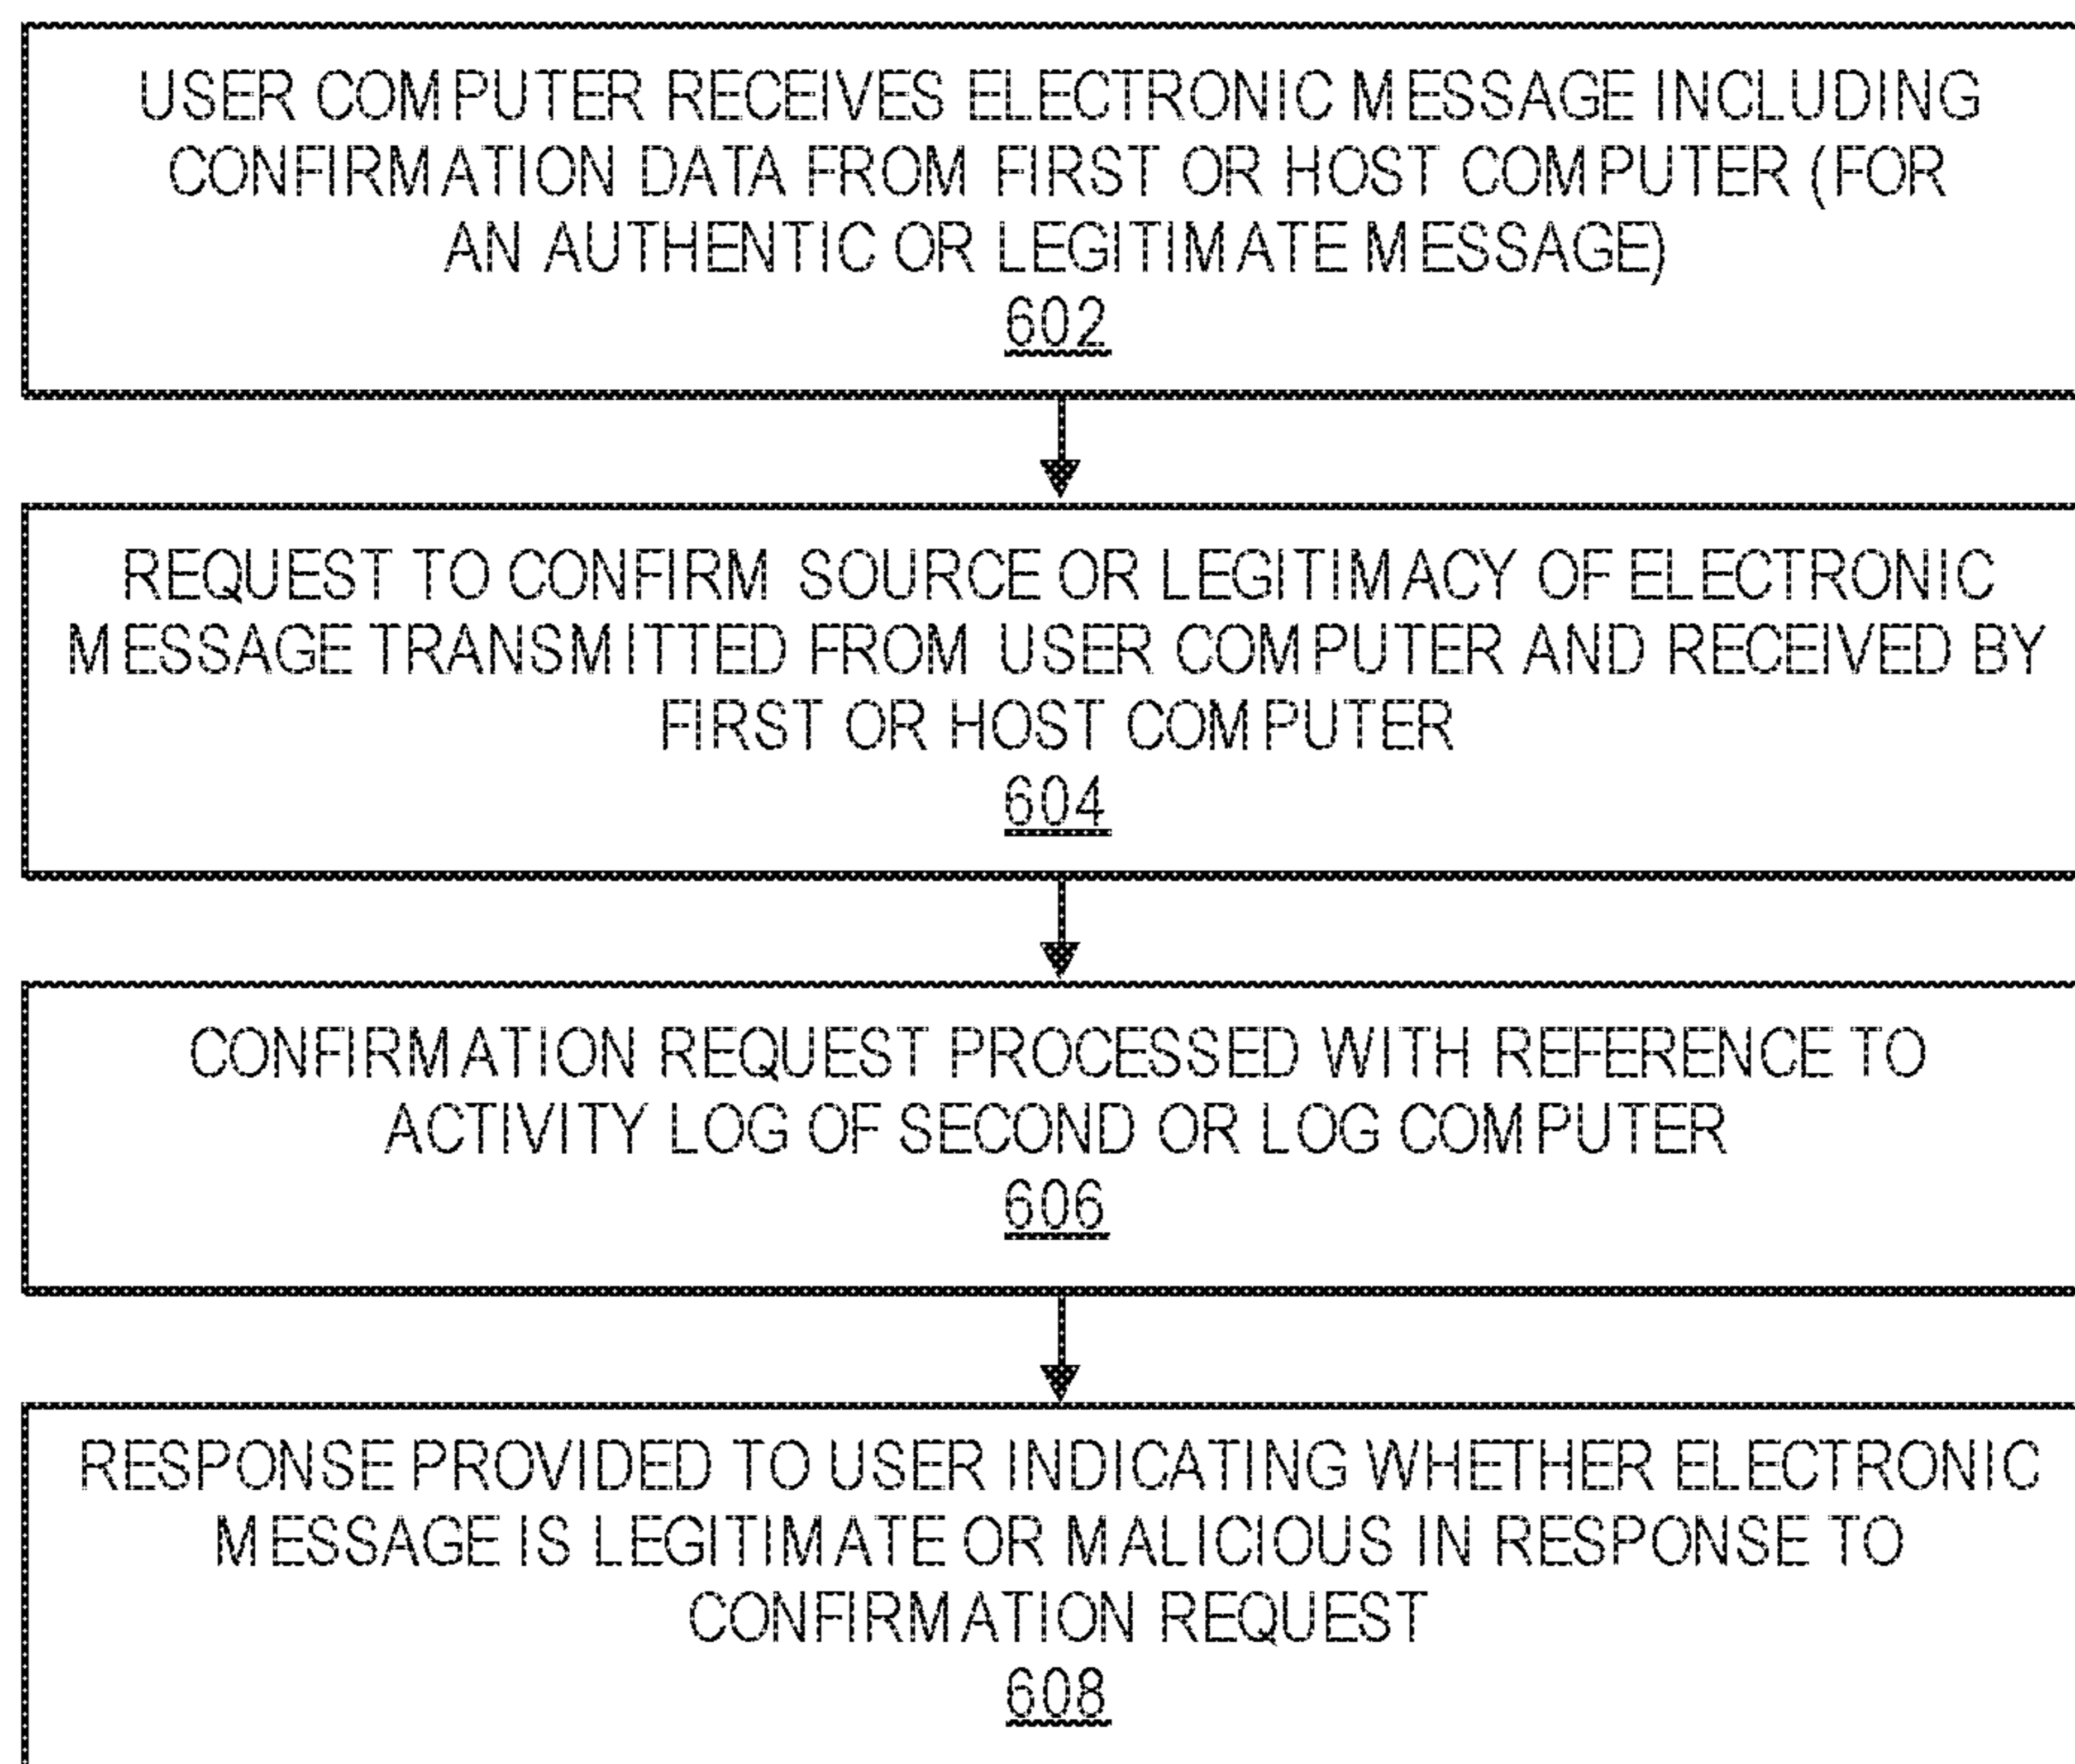 USER COMPUTER RECEIVES ELECTRONIC MESSAGE INCLUDING
CONFIRMATION DATA FROM FIRST OR HOST COMPUTER (FOR
AN AUTHENTIC OR LEGITIMATE MESSAGE)
602
REQUEST TO CONFIRM SOURCE OR LEGITIMACY OF ELECTRONIC
MESSAGE TRANSMITTED FROM USER COMPUTER AND RECEIVED BY
FIRST OR HOST COMPUTER
604
CONFIRMATION REQUEST PROCESSED WITH REFERENCE TO
ACTIVITY LOG OF SECOND OR LOG COMPUTER
606
RESPONSE PROVIDED TO USER INDICATING WHETHER ELECTRONIC
MESSAGE IS LEGITIMATE OR MALICIOUS IN RESPONSE TO
CONFIRMATION REQUEST
608